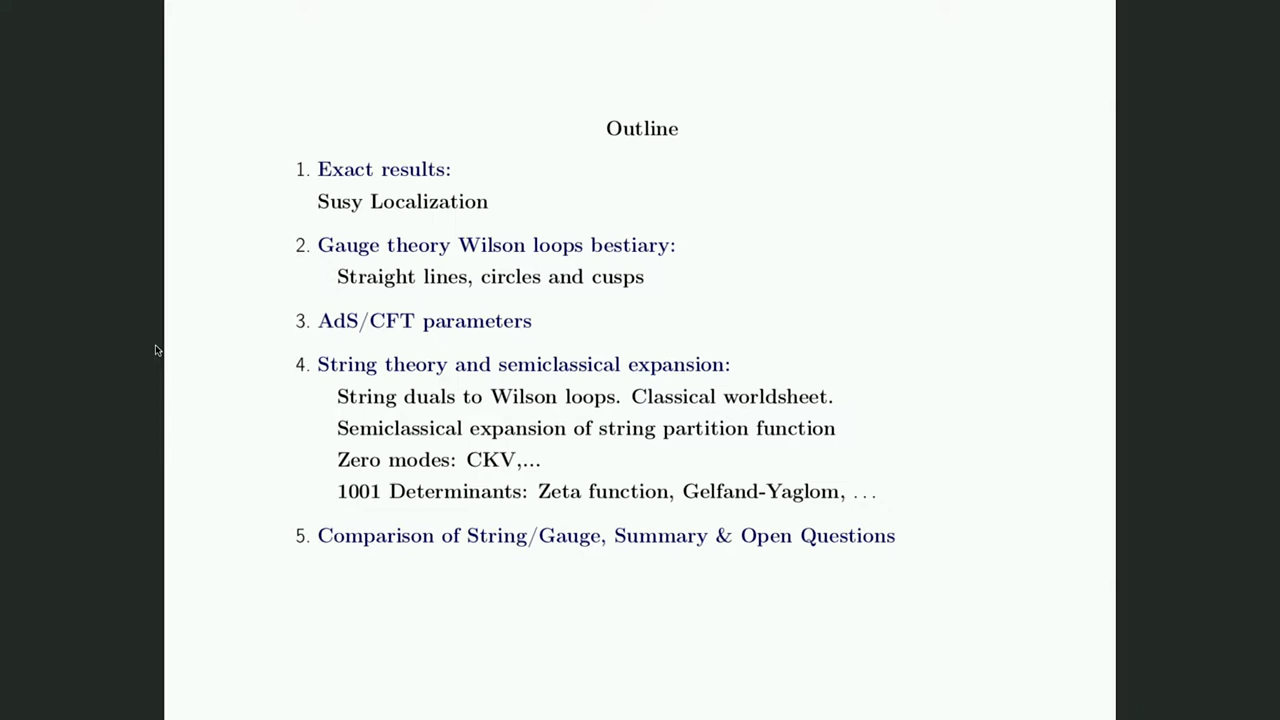 Outline
1. Exact results:
Susy Localization
2. Gauge theory Wilson loops bestiary:
Straight lines, circles and cusps
3. AdS/CFT parameters
4. String theory and semiclassical expansion:
String duals to Wilson loops. Classical worldsheet.
Semiclassical expansion of string partition function
Zero modes: CKV,...
1001 Determinants: Zeta function, Gelfand-Yaglom, ...
5. Comparison of String/Gauge, Summary & Open Questions